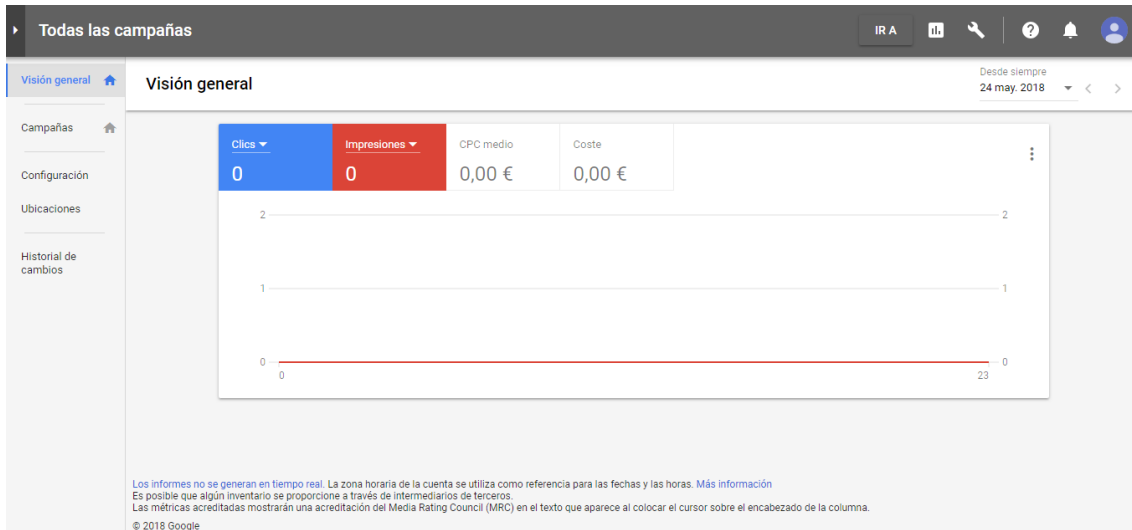 Todas las campañas
IR A
Visión general
Campañas
Configuración
Ubicaciones
Historial de
cambios
Visión general
Desde siempre
24 may. 2018
Clics
0
Impresiones
0
CPC medio
0,00 €
Coste
0,00 €
2
2
1
1
0
0
0
23
Los informes no se generan en tiempo real. La zona horaria de la cuenta se utiliza como referencia para las fechas y las horas. Más información
Es posible que algún inventario se proporcione a través de intermediarios de terceros.
Las métricas acreditadas mostrarán una acreditación del Media Rating Council (MRC) en el texto que aparece al colocar el cursor sobre el encabezado de la columna.
© 2018 Google